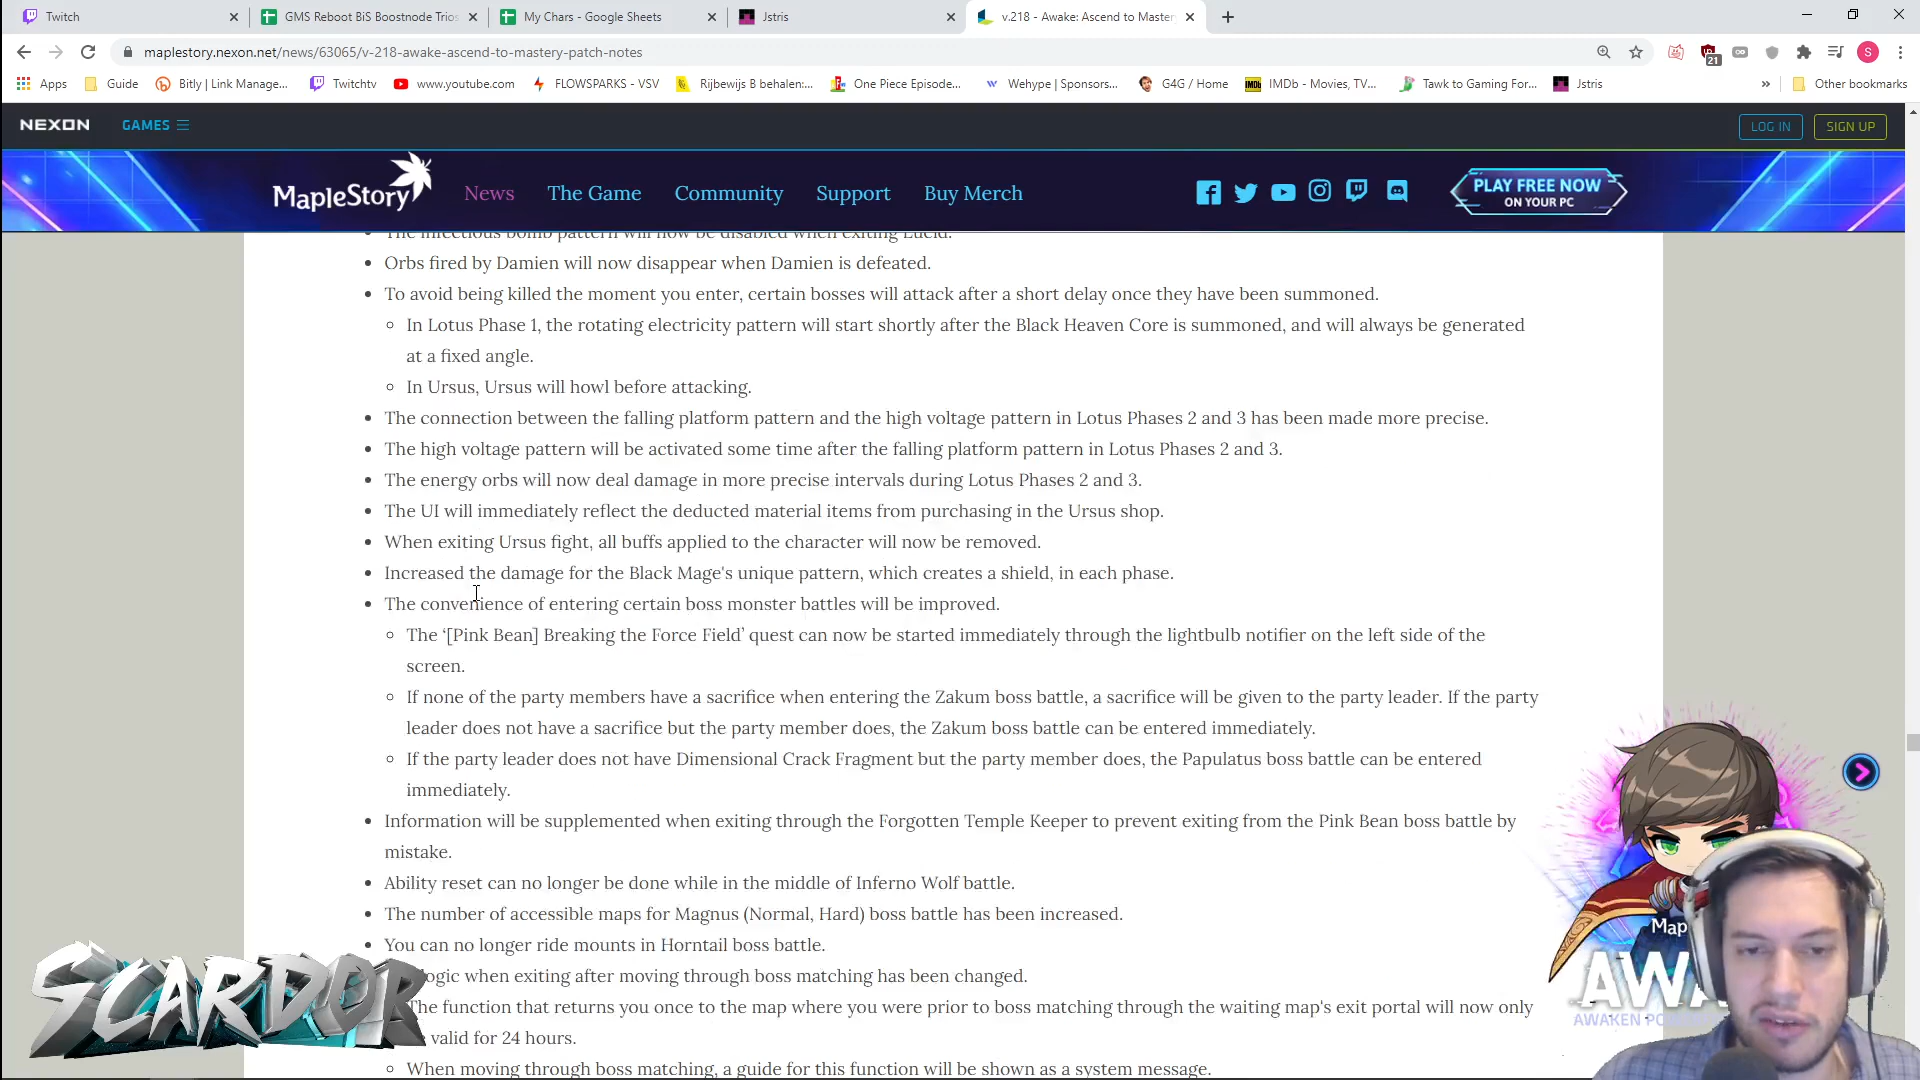 Twitch
GMS Reboot BiS Boostnode Trios
My Chars - Google Sheets
Jstris
v.218 - Awake: Ascend to Master
maplestory.nexon.net/news/63065/v-218-awake-ascend-to-mastery-patch-notes
21
S
Apps
Guide
Bitly | Link Manage...
Twitchtv
www.youtube.com
FLOWSPARKS - VSV
Rijbewijs B behalen:...
One Piece Episode...
Wehype | Sponsors...
G4G / Home
IMDb
IMDb - Movies, TV...
Tawk to Gaming For...
Jstris
»
Other bookmarks
NEXON
GAMES
LOG IN
SIGN UP
MapleStory
News
The Game
Community
Support
Buy Merch
PLAY FREE NOW
ON YOUR PC
The infectious bomb pattern will now be disabled when exiting Lucid.
Orbs fired by Damien will now disappear when Damien is defeated.
To avoid being killed the moment you enter, certain bosses will attack after a short delay once they have been summoned.
In Lotus Phase 1, the rotating electricity pattern will start shortly after the Black Heaven Core is summoned, and will always be generated
at a fixed angle.
In Ursus, Ursus will howl before attacking.
The connection between the falling platform pattern and the high voltage pattern in Lotus Phases 2 and 3 has been made more precise.
The high voltage pattern will be activated some time after the falling platform pattern in Lotus Phases 2 and 3.
The energy orbs will now deal damage in more precise intervals during Lotus Phases 2 and 3.
The UI will immediately reflect the deducted material items from purchasing in the Ursus shop.
When exiting Ursus fight, all buffs applied to the character will now be removed.
Increased the damage for the Black Mage's unique pattern, which creates a shield, in each phase.
The convenience of entering certain boss monster battles will be improved.
The ‘[Pink Bean] Breaking the Force Field’ quest can now be started immediately through the lightbulb notifier on the left side of the
screen.
If none of the party members have a sacrifice when entering the Zakum boss battle, a sacrifice will be given to the party leader. If the party
leader does not have a sacrifice but the party member does, the Zakum boss battle can be entered immediately.
If the party leader does not have Dimensional Crack Fragment but the party member does, the Papulatus boss battle can be entered
immediately.
Information will be supplemented when exiting through the Forgotten Temple Keeper to prevent exiting from the Pink Bean boss battle by
mistake.
Ability reset can no longer be done while in the middle of Inferno Wolf battle.
The number of accessible maps for Magnus (Normal, Hard) boss battle has been increased.
You can no longer ride mounts in Horntail boss battle.
logic when exiting after moving through boss matching has been changed.
The function that returns you once to the map where you were prior to boss matching through the waiting map's exit portal will now only
valid for 24 hours.
When moving through boss matching, a guide for this function will be shown as a system message.
SCARDOR
Map
AWA
AWAKEN